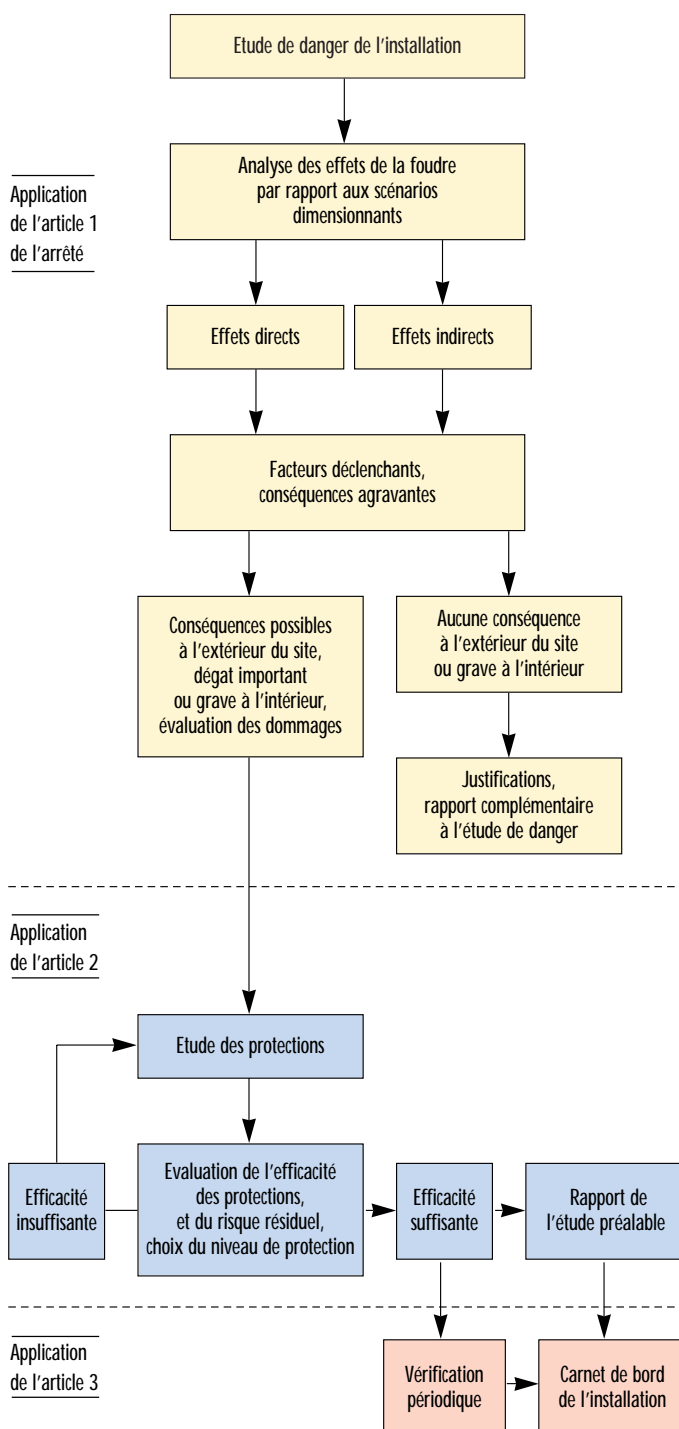 Etude de danger de l'installation
Application
de l'article 1
de l'arrêté
Analyse des effets de la foudre
par rapport aux scénarios
dimensionnants
Effets directs
Effets indirects
Facteurs déclenchants,
conséquences agravantes
Conséquences possibles
à l'extérieur du site,
dégat important
ou grave à l'intérieur,
évaluation des dommages
Aucune conséquence
à l'extérieur du site
ou grave à l'intérieur
Justifications,
rapport complémentaire
à l'étude de danger
Application
de l'article 2
Etude des protections
Efficacité
insuffisante
Evaluation de l'efficacité
des protections,
et du risque résiduel,
choix du niveau de protection
Efficacité
suffisante
Rapport de
l'étude préalable
Application
de l'article 3
Vérification
périodique
Carnet de bord
de l'installation